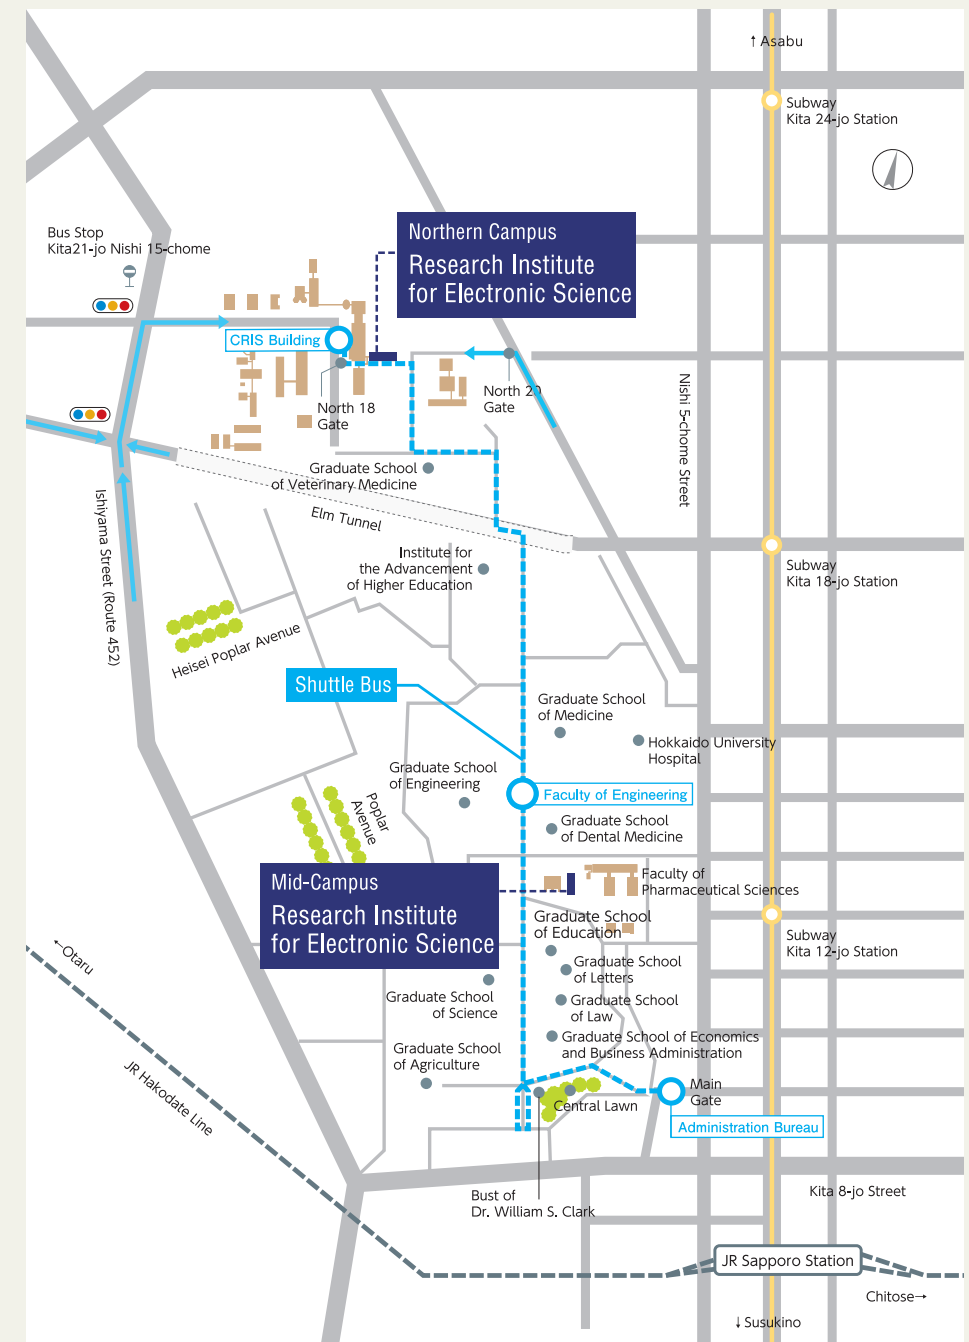 ↑ Asabu
Subway
Kita 24-jo Station
Bus Stop
Kita21-jo Nishi 15-chome
Northern Campus
Research Institute
for Electronic Science
CRIS Building
North 18
Gate
North 20
Gate
Nishi 5-chome Street
Graduate School
of Veterinary Medicine
Elm Tunnel
Ishiyama Street (Route 452)
Institute for
the Advancement
of Higher Education
Subway
Kita 18-jo Station
Heisei Poplar Avenue
Shuttle Bus
Graduate School
of Medicine
Hokkaido University
Hospital
Graduate School
of Engineering
Faculty of Engineering
Poplar
Avenue
Graduate School
of Dental Medicine
Mid-Campus
Research Institute
for Electronic Science
Faculty of
Pharmaceutical Sciences
Graduate School
of Education
Subway
Kita 12-jo Station
←Otaru
Graduate School
of Letters
Graduate School
of Science
Graduate School
of Law
Graduate School of Economics
and Business Administration
Graduate School
of Agriculture
JR Hakodate Line
Main
Gate
Central Lawn
Administration Bureau
Bust of
Dr. William S. Clark
Kita 8-jo Street
JR Sapporo Station
Chitose→
↓ Susukino